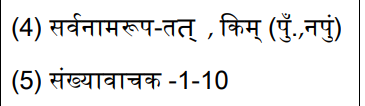 (4) सर्वनामरूप-तत् , किम् (पुँ.,नपुं)
(5) संख्यावाचक -1-10